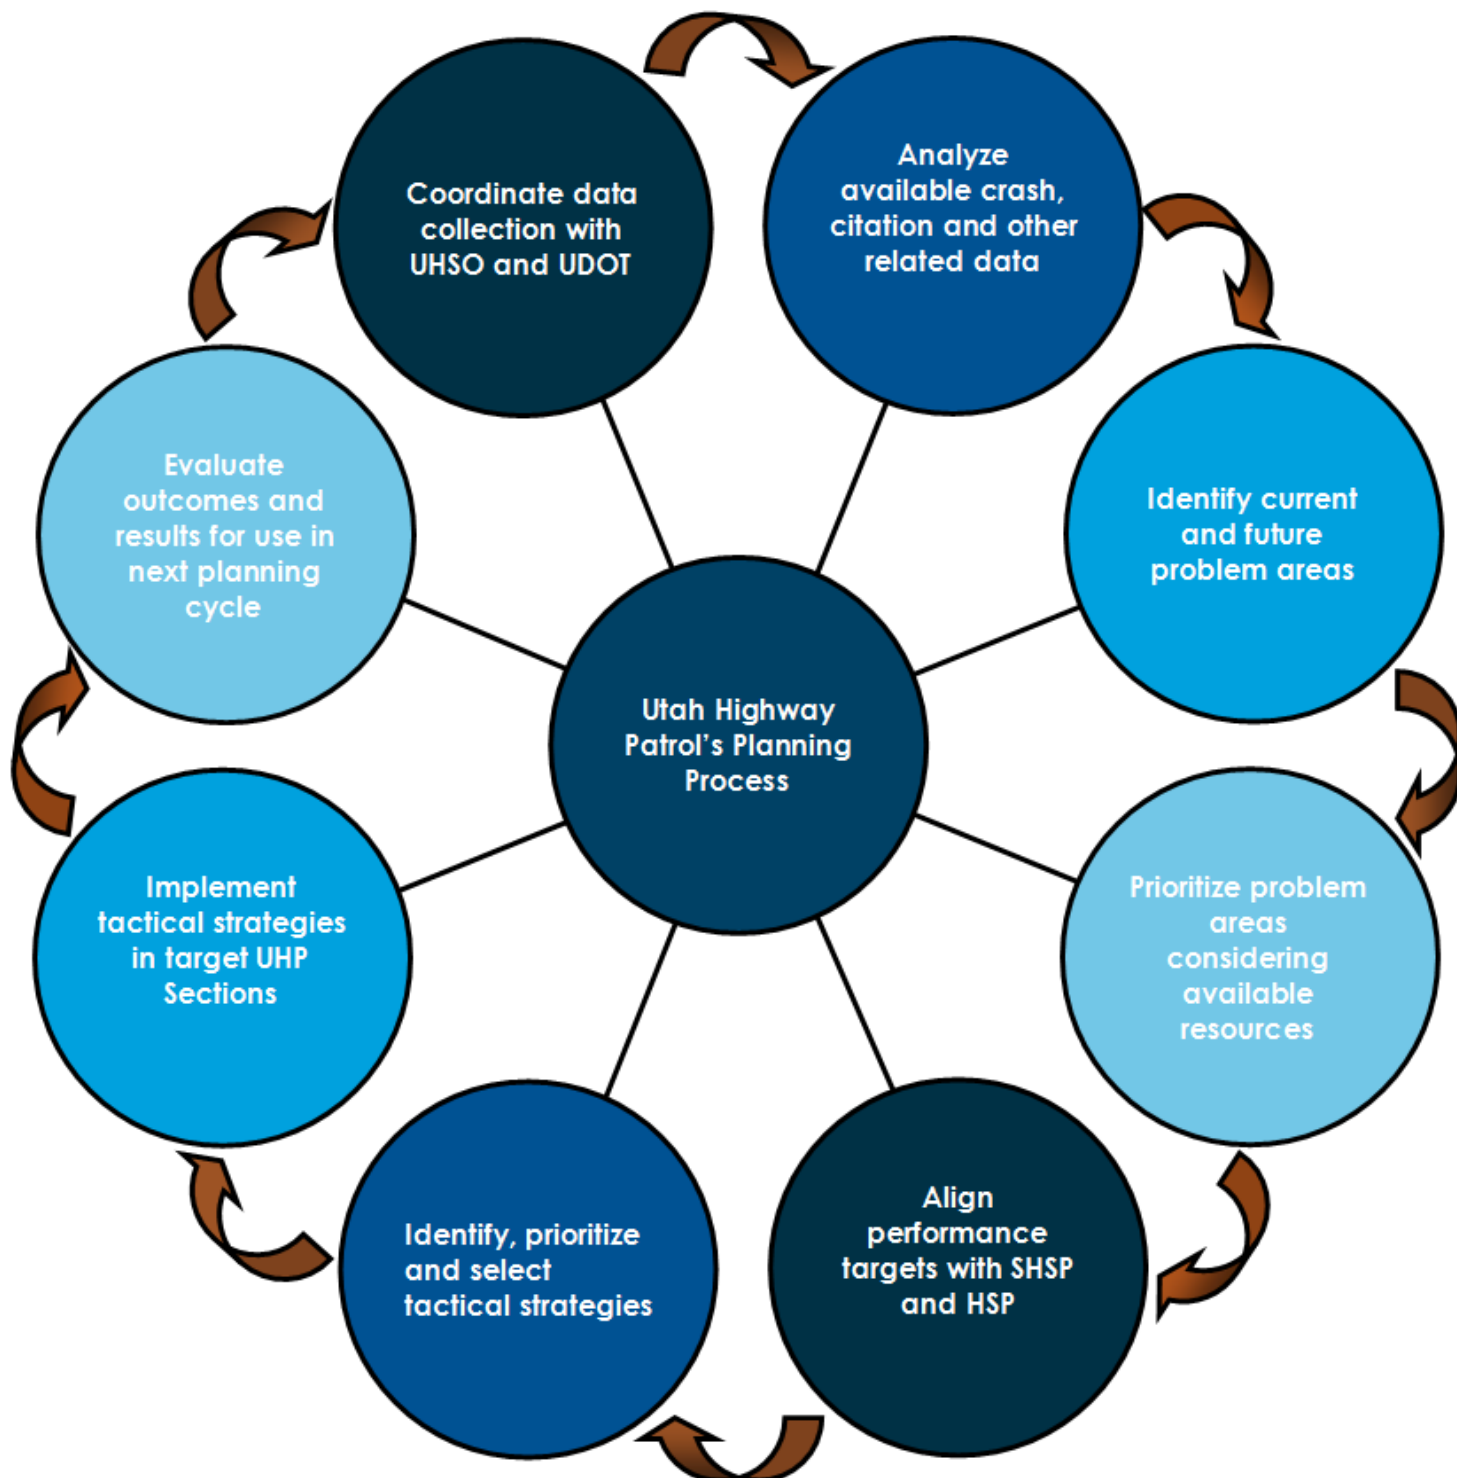 Coordinate data
collection with
UHSO and UDOT
Analyze
available crash,
citation and other
related data
Identify current
and future
problem areas
Prioritize problem
areas
considering
available
resources
Align
performance
targets with SHSP
and HSP
Identify, prioritize
and select
tactical strategies
Implement
tactical strategies
in target UHP
Sections
Evaluate
outcomes and
results for use in
next planning
cycle
Utah Highway
Patrol’s Planning
Process